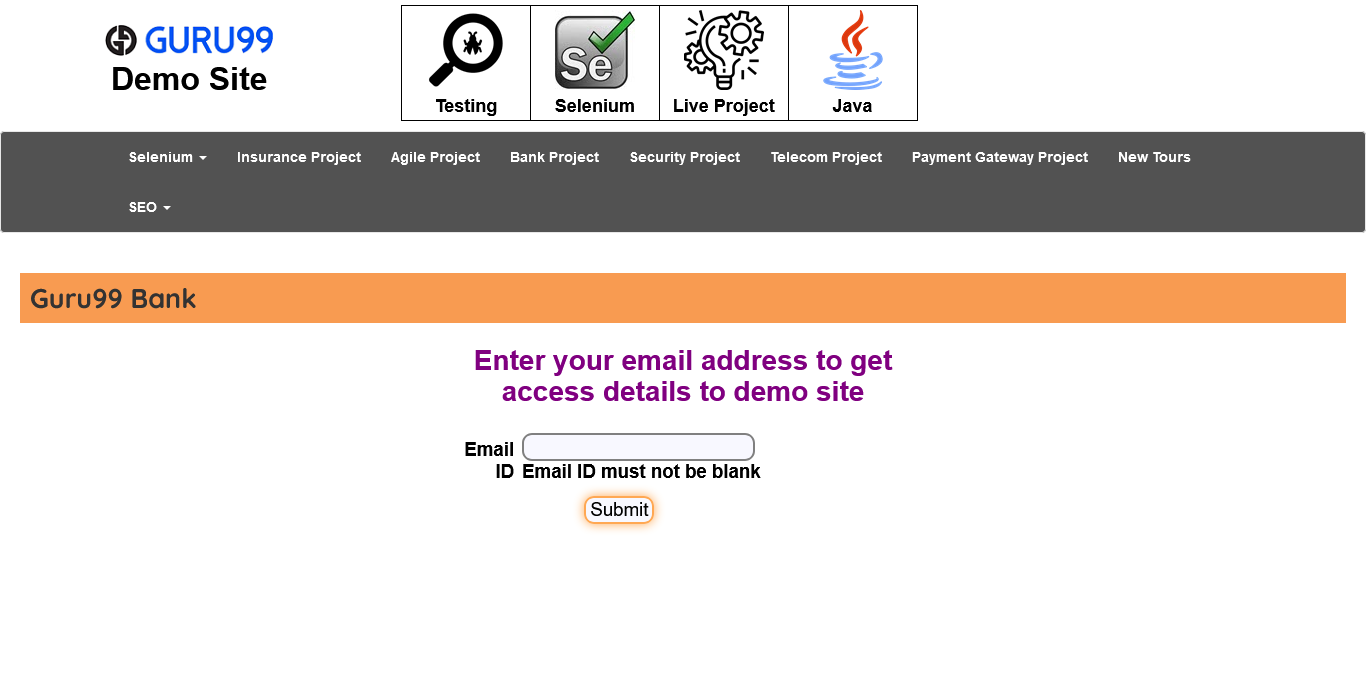 GURU99
Demo Site
Se
Testing Selenium Live Project Java
Selenium Insurance Project Agile Project Bank Project Security Project Telecom Project Payment Gateway Project New Tours
SEO
Guru99 Bank
Enter your email address to get
access details to demo site
Email
ID Email ID must not be blank
Submit